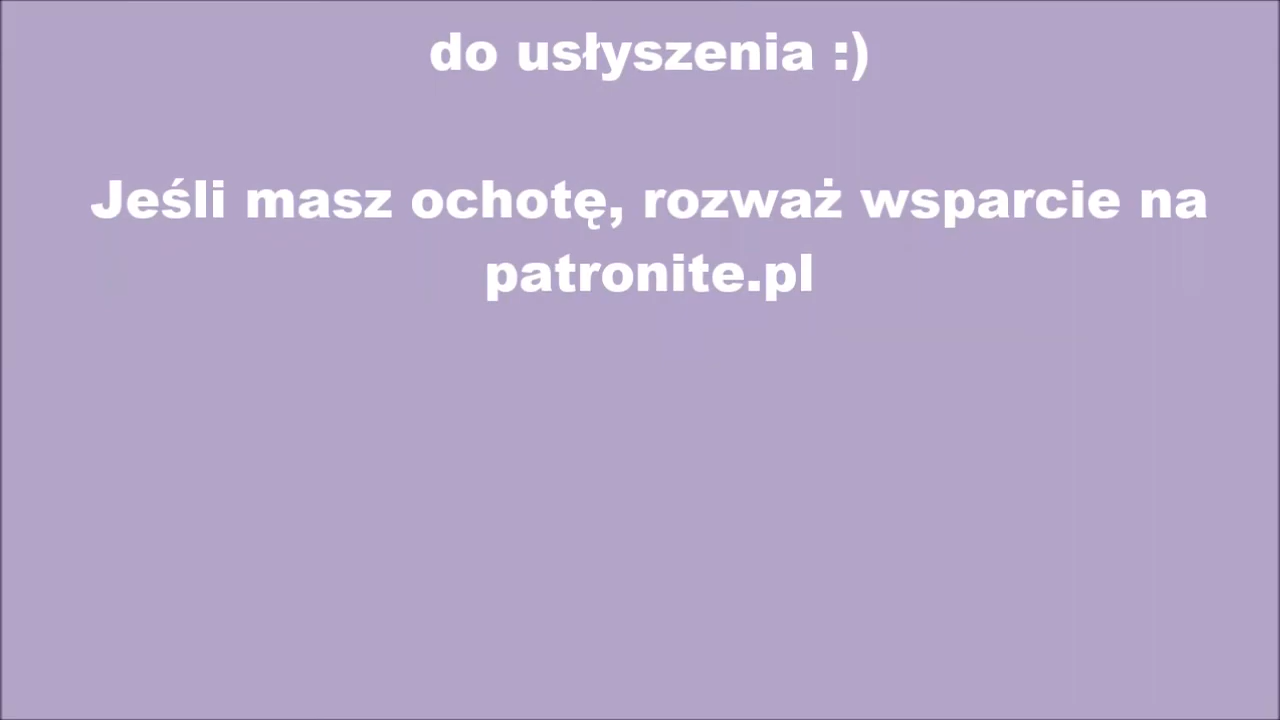 do usłyszenia :)
Jeśli masz ochotę, rozważ wsparcie na
patronite.pl